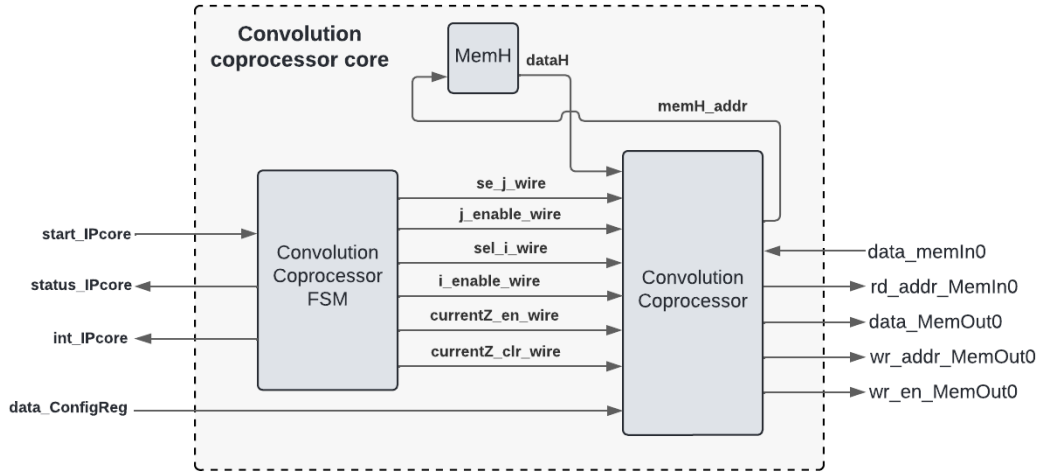 Convolution
coprocessor core
MemH
dataH
memH_addr
se_j_wire
j_enable_wire
sel_i_wire
i_enable_wire
currentZ_en_wire
currentZ_clr_wire
start_IPcore
status_IPcore
int_IPcore
data_ConfigReg
Convolution
Coprocessor
FSM
Convolution
Coprocessor
data_memIn0
rd_addr_MemIn0
data_MemOut0
wr_addr_MemOut0
wr_en_MemOut0